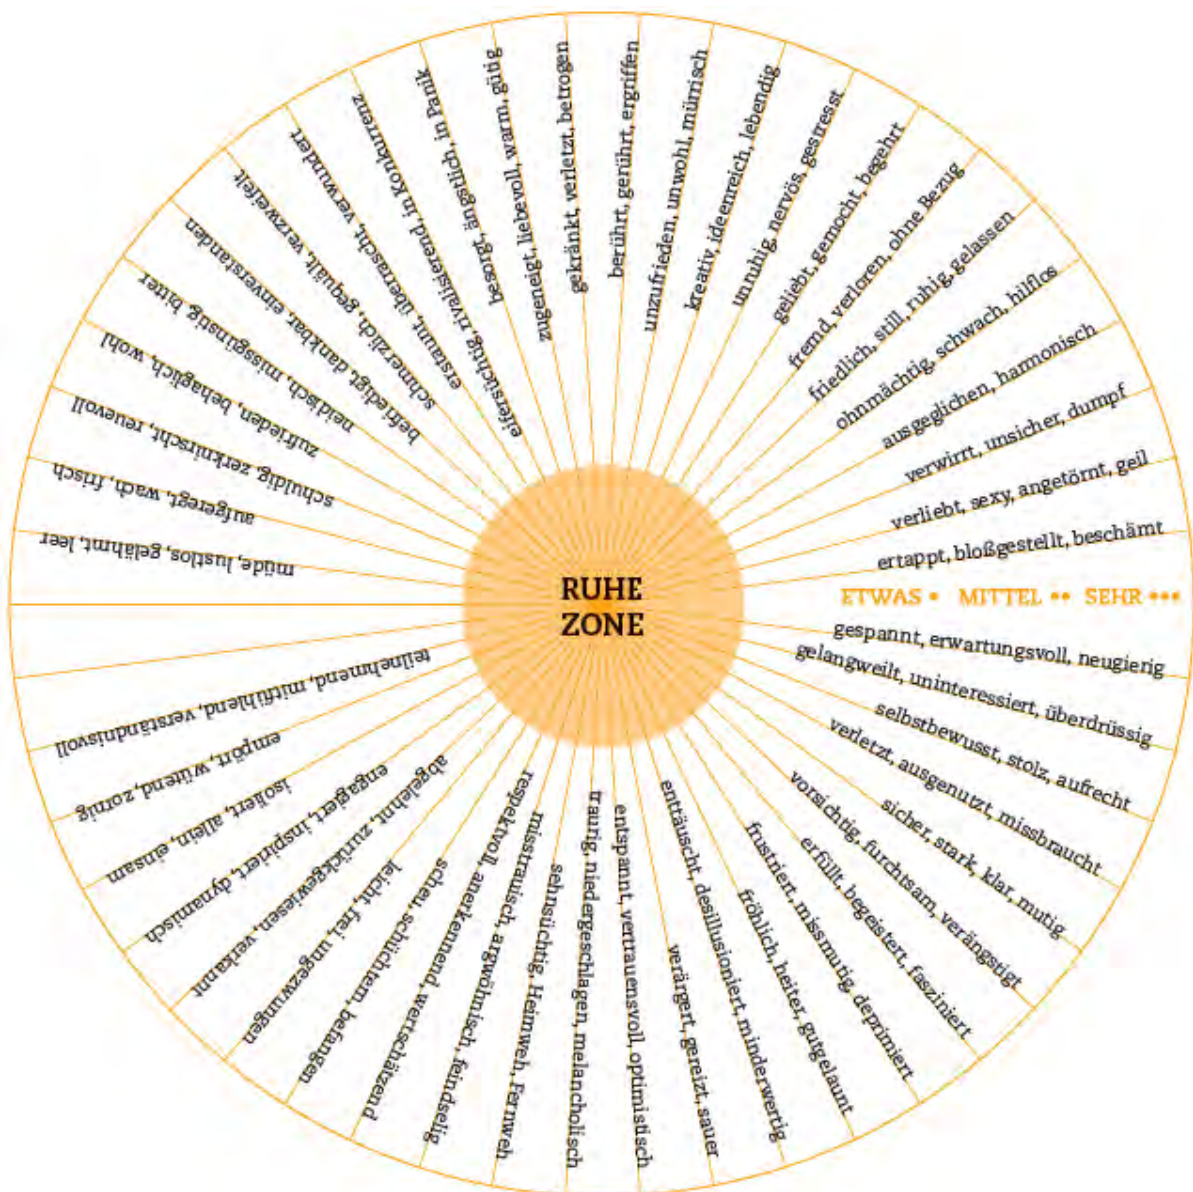 RUHE
ZONE
ETWAS • MITTEL •• SEHR •••
gespannt, erwartungsvoll, neugierig
gelangweilt, uninteressiert, überdrüssig
selbstbewusst, stolz, aufrecht
verletzt, ausgenutzt, missbraucht
sicher, stark, klar, mutig
vorsichtig, furchtsam, verängstigt
erfüllt, begeistert, fasziniert
frustriert, missmutig, deprimiert
fröhlich, heiter, gutgelaunt
entäuscht, desillusioniert, minderwertig
verärgert, gereizt, sauer
entspannt, vertrauensvoll, optimistisch
traurig, niedergeschlagen, melancholisch
sehnsüchtig, Heimweh, Fernweh
misstrauisch, argwöhnisch, feindselig
respektvoll, anerkennend, wertschätzend
scheu, schüchtern, befangen
leicht, frei, ungezwungen
abgelehnt, zurückgewiesen, verkannt
engagiert, inspiriert, dynamisch
isoliert, allein, einsam
empört, wütend, zornig
teilnehmend, mitfühlend, verständnisvoll
müde, lustlos, gelähmt, leer
aufgeregt, wach, frisch
schuldig, zerknirscht, reuevoll
zufrieden, behaglich, wohl
neidisch, missgünstig, bitter
befriedigt, dankbar, einverstanden
schmerzlich, gequält, verzweifelt
erstaunt, überrascht, verwundert
eifersüchtig, rivalisierend, in Konkurrenz
besorgt, ängstlich, in Panik
zugeneigt, liebevoll, warm, gütig
gekränkt, verletzt, betrogen
berührt, gerührt, ergriffen
unzufrieden, unwohl, mürrisch
kreativ, ideenreich, lebendig
unruhig, nervös, gestresst
geliebt, gemocht, begehrt
fremd, verloren, ohne Bezug
friedlich, still, ruhig, gelassen
ohnmächtig, schwach, hilflos
ausgeglichen, harmonisch
verwirrt, unsicher, dumpf
verliebt, sexy, angetörnt, geil
ertappt, bloßgestellt, beschämt